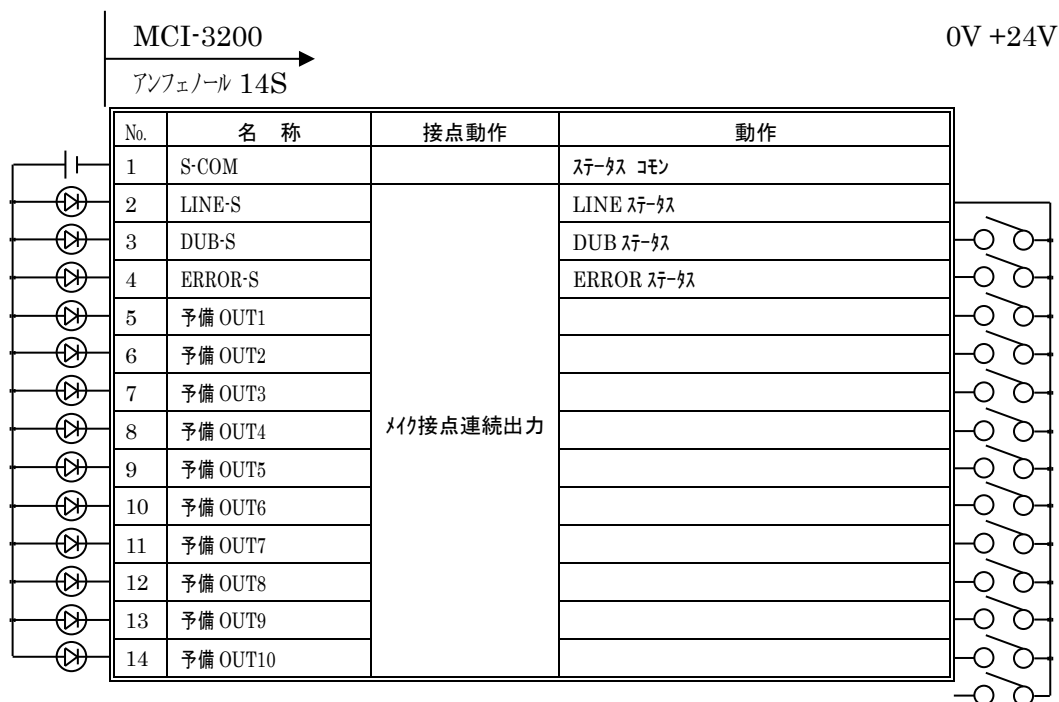 MCI-3200 0V +24V
アンフェノール 14S
No. 名 称 接点動作 動作
1 S-COM ステータス コモン
2 LINE-S LINE ステータス
3 DUB-S DUB ステータス
4 ERROR-S ERROR ステータス
5 予備 OUT1
6 予備 OUT2
7 予備 OUT3
8 予備 OUT4 メイク接点連続出力
9 予備 OUT5
10 予備 OUT6
11 予備 OUT7
12 予備 OUT8
13 予備 OUT9
14 予備 OUT10